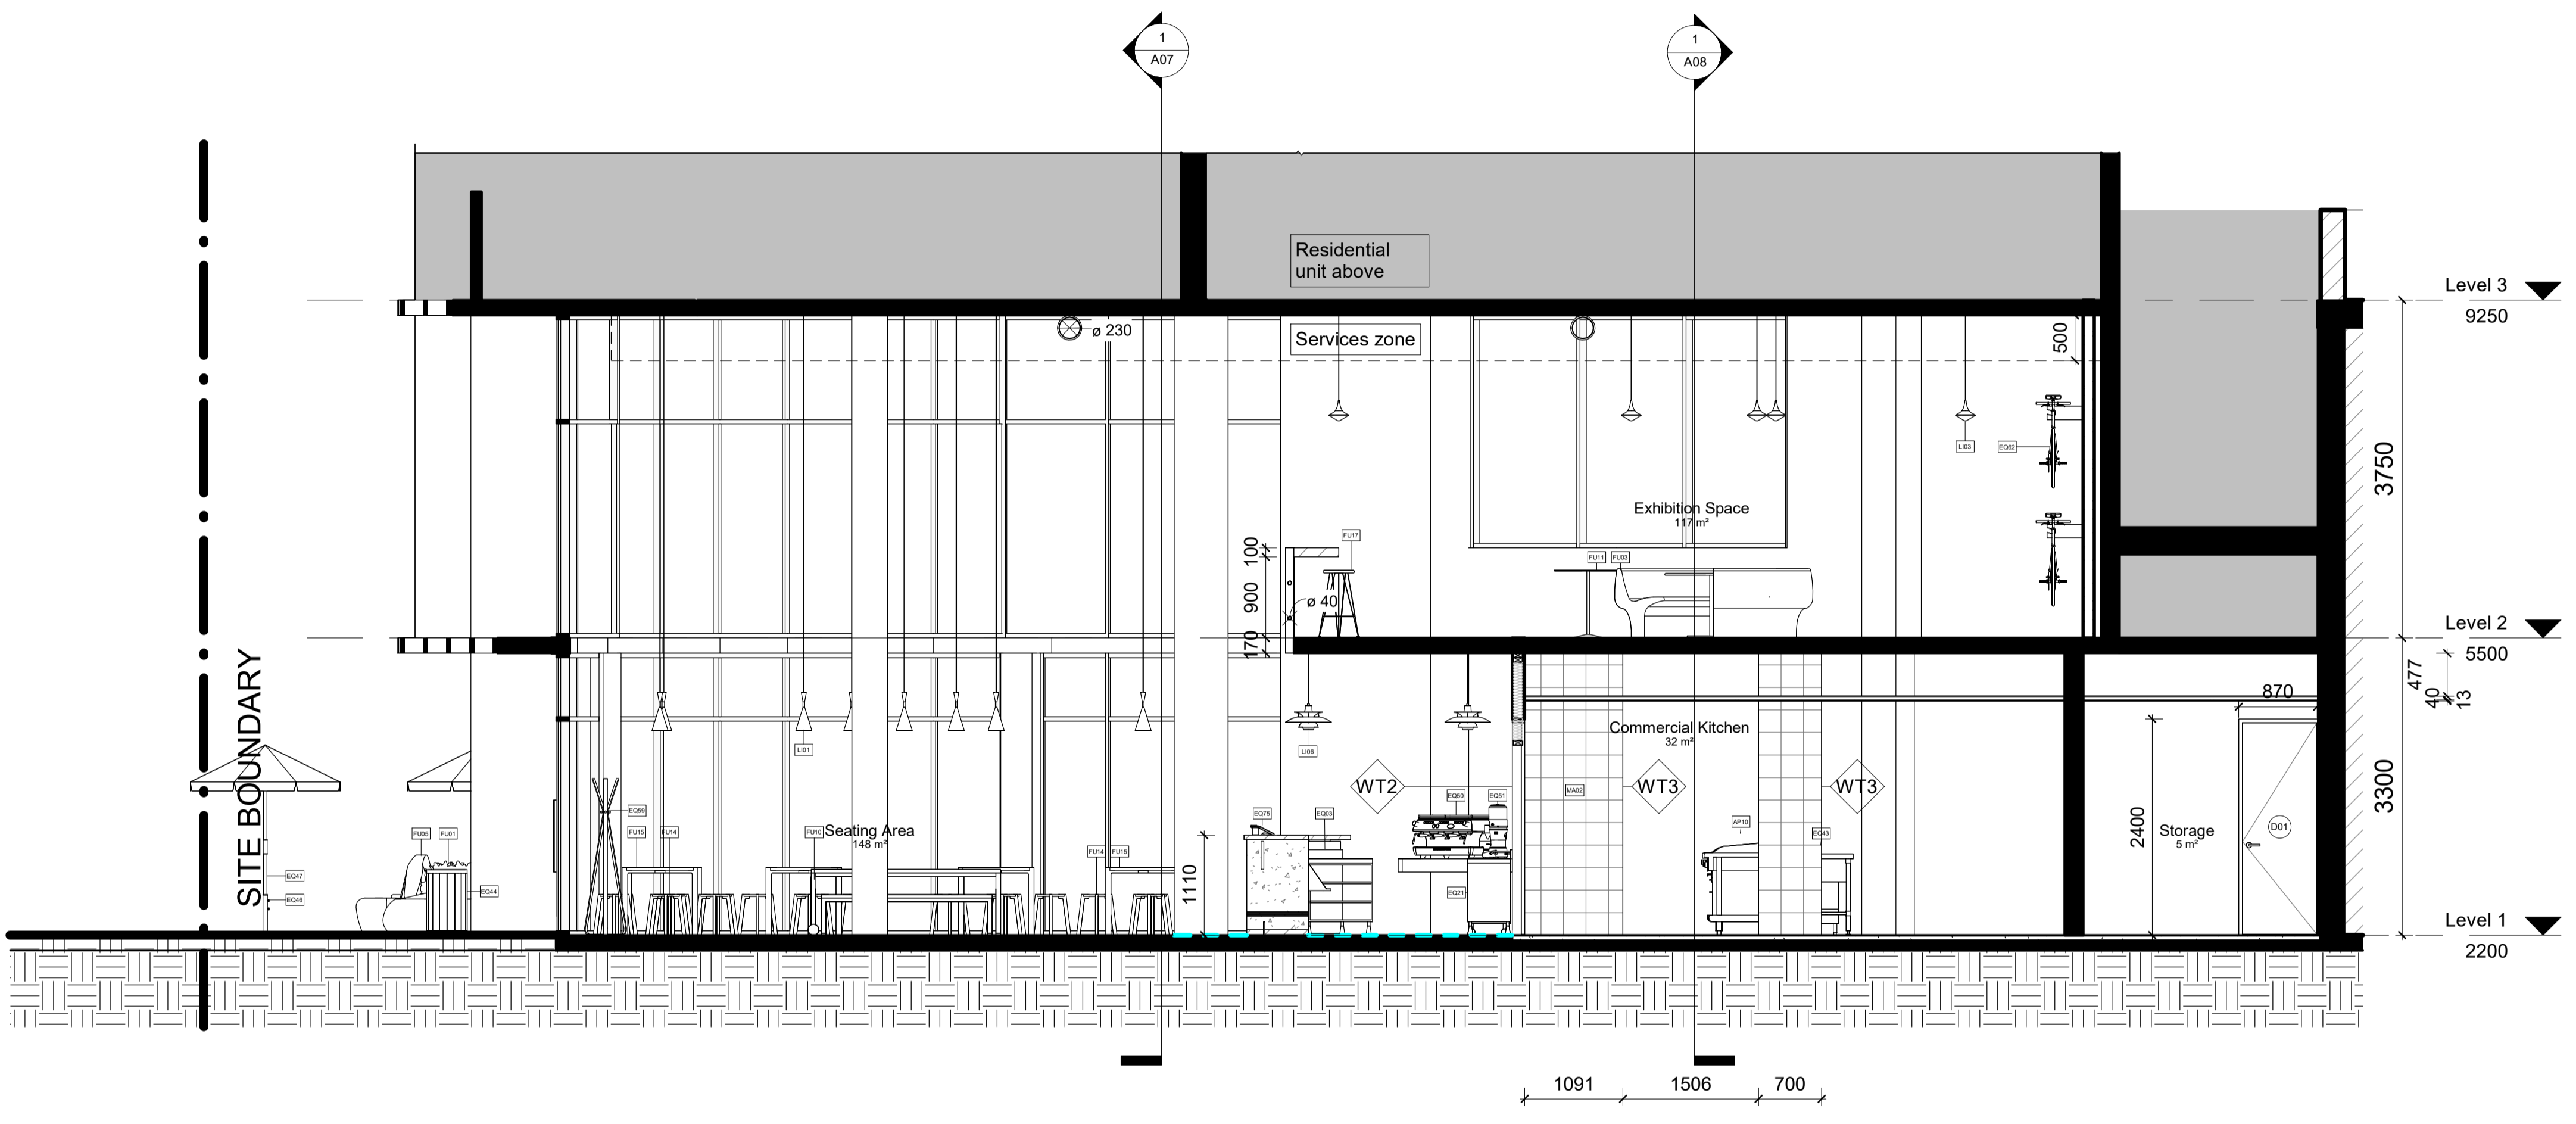 1
A07
1
A08
Residential
unit above
Level 3
9250
ø 230
Services zone
500
LI03
EQ62
3750
Exhibition Space
117 m²
FU17
FU11
FU03
100
900
ø 40
170
Level 2
5500
477
40
13
870
SITE BOUNDARY
LI01
LI06
Commercial Kitchen
32 m²
WT2
WT3
WT3
MA02
EQ50
EQ51
EQ59
EQ75
EQ03
AP10
EQ43
FU05
FU01
FU15
FU14
FU10
Seating Area
148 m²
FU14
FU15
2400
Storage
5 m²
D01
3300
EQ47
EQ46
EQ44
1110
EQ21
Level 1
2200
1091
1506
700